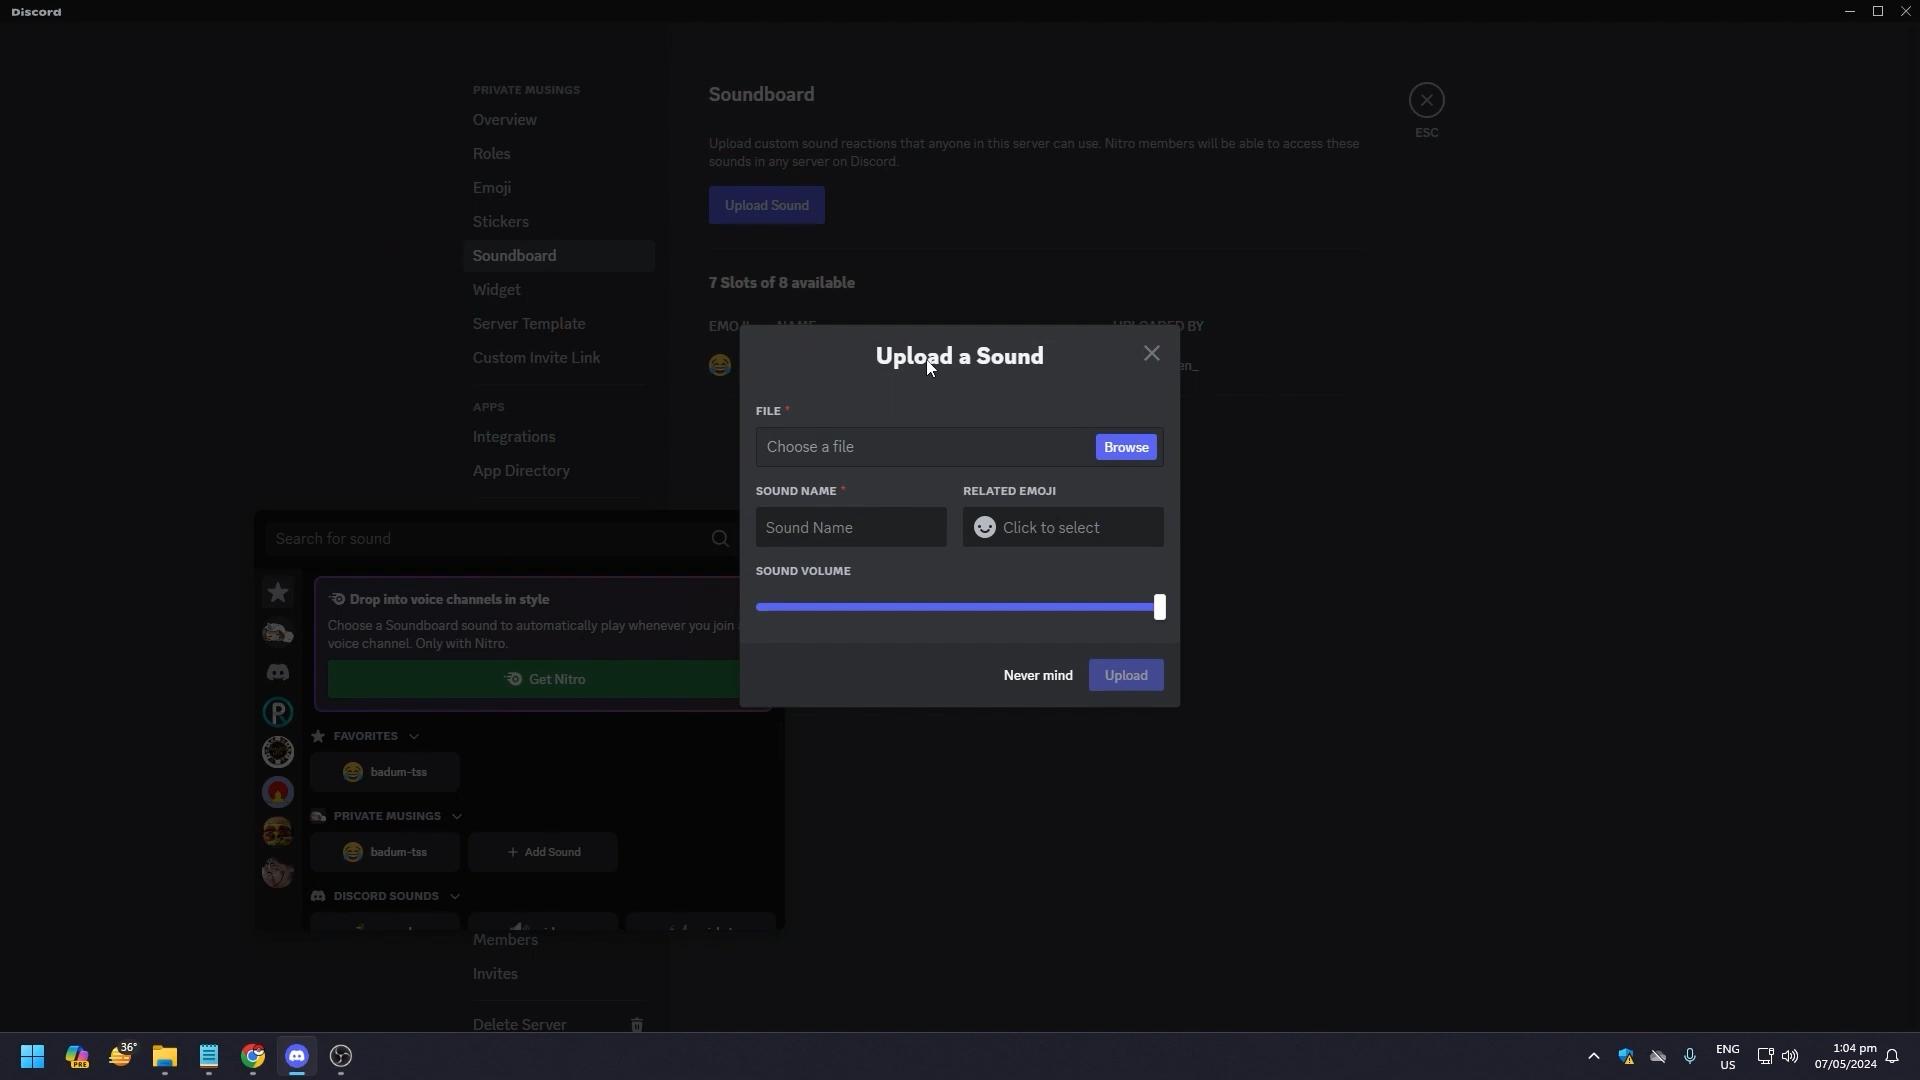 Discord
PRIVATE MUSINGS
Overview
Roles
Emoji
Stickers
Soundboard
Widget
Server Template
Custom Invite Link
APPS
Integrations
App Directory
Members
Invites
Delete Server
Soundboard
ESC
Upload custom sound reactions that anyone in this server can use. Nitro members will be able to access these
sounds in any server on Discord.
Upload Sound
7 Slots of 8 available
Upload a Sound
FILE *
Choose a file
Browse
SOUND NAME *
RELATED EMOJI
Sound Name
Click to select
SOUND VOLUME
Never mind
Upload
Search for sound
Drop into voice channels in style
Choose a Soundboard sound to automatically play whenever you join
voice channel. Only with Nitro.
Get Nitro
FAVORITES
badum-tss
PRIVATE MUSINGS
badum-tss
+ Add Sound
DISCORD SOUNDS
36°
PRE
ENG
US
1:04 pm
07/05/2024